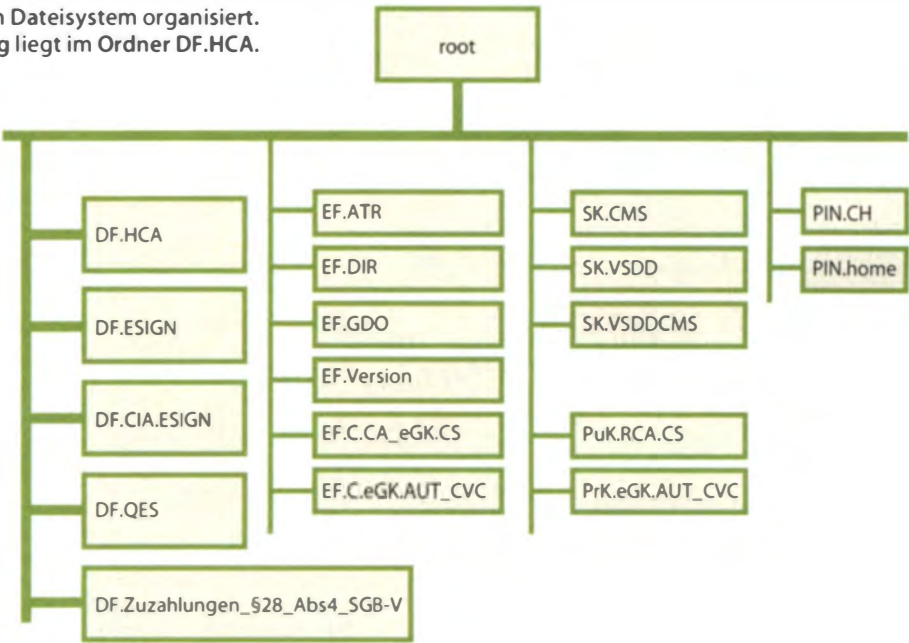 n Dateisystem organisiert.
g liegt im Ordner DF.HCA.
root
DF.HCA
DF.ESIGN
DF.CIA.ESIGN
DF.QES
DF.Zuzahlungen_§28_Abs4_SGB-V
EF.ATR
EF.DIR
EF.GDO
EF.Version
EF.C.CA_eGK.CS
EF.C.eGK.AUT_CVC
SK.CMS
SK.VSDD
SK.VSDDCMS
PuK.RCA.CS
PrK.eGK.AUT_CVC
PIN.CH
PIN.home